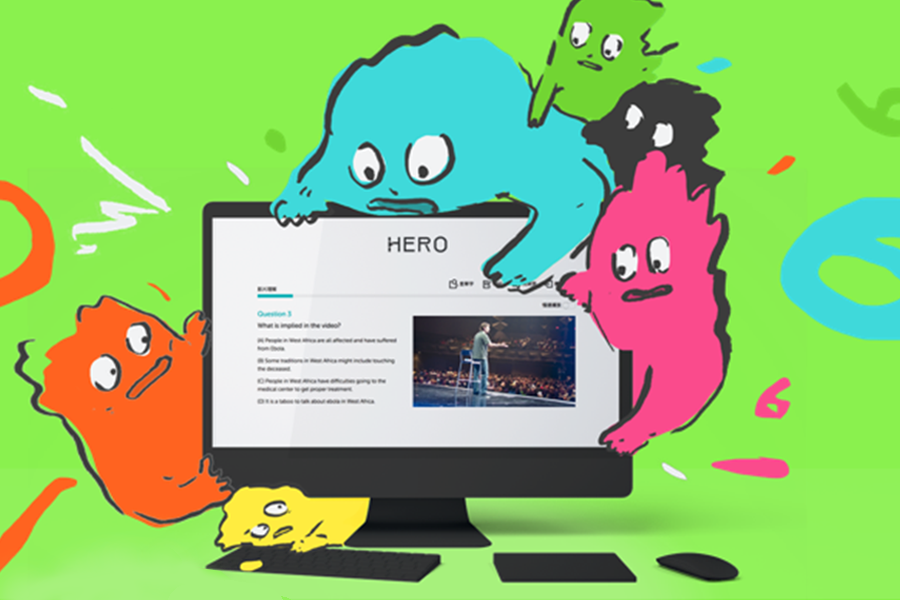 HERO
Question 3
What is implied in the video?
(A) People in West Africa are all affected and have suffered
from Ebola.
(B) Some traditions in West Africa might include touching
the deceased.
(C) People in West Africa have difficulties going to the
medical center to get proper treatment.
(D) It is a taboo to talk about ebola in West Africa.
6
6